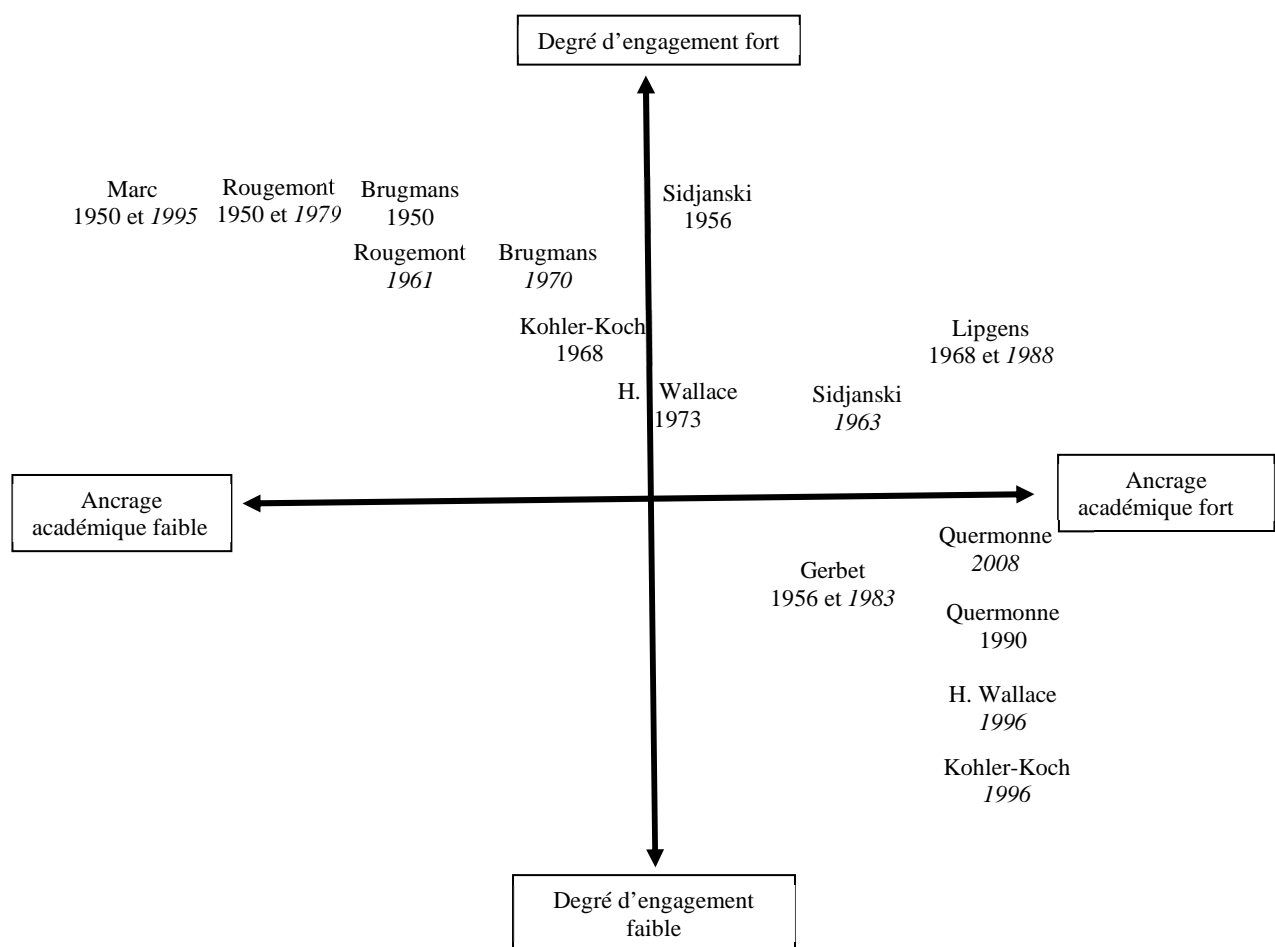 Degré d'engagement fort
Marc
1950 et 1995
Rougemont
1950 et 1979
Brugmans
1950
Sidjanski
1956
Rougemont
1961
Brugmans
1970
Kohler-Koch
1968
Lipgens
1968 et 1988
H. Wallace
1973
Sidjanski
1963
Ancrage
académique faible
Ancrage
académique fort
Quermonne
2008
Gerbet
1956 et 1983
Quermonne
1990
H. Wallace
1996
Kohler-Koch
1996
Degré d'engagement
faible